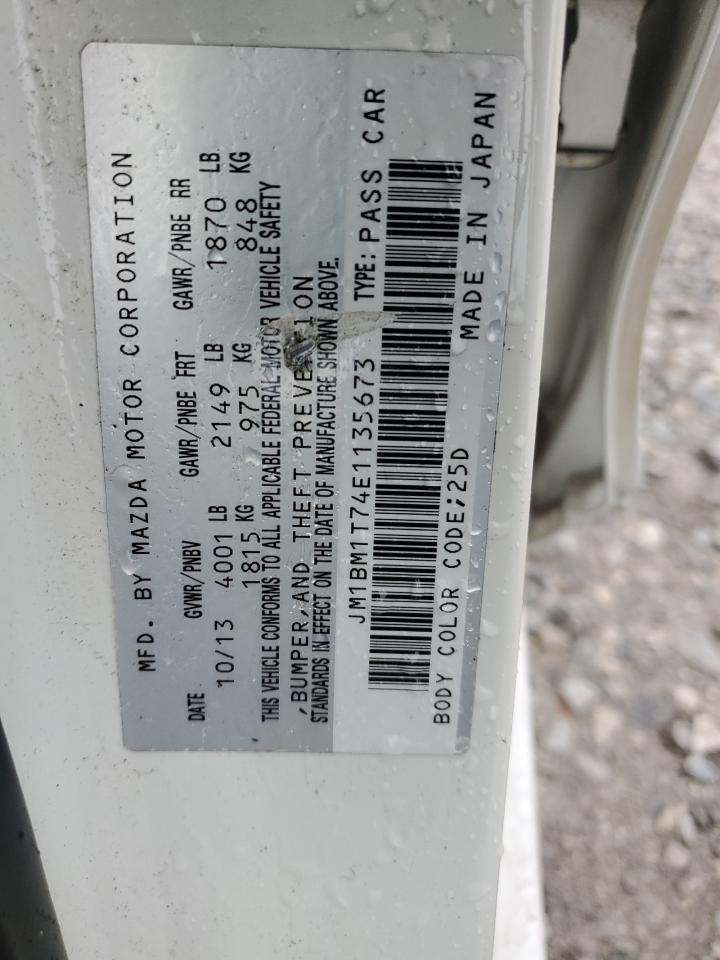 MFD. BY MAZDA MOTOR CORPORATION
DATE GVWR/PNBV GAWR/PNBE FRT GAWR/PNBE RR
10/13 4001 LB 2149 LB 1870 LB
1815 KG 975 KG 848 KG
THIS VEHICLE CONFORMS TO ALL APPLICABLE FEDERAL MOTOR VEHICLE SAFETY
,BUMPER,AND THEFT PREVENTION
STANDARDS IN EFFECT ON THE DATE OF MANUFACTURE SHOWN ABOVE.
JM1BM1T74E1135673 TYPE: PASS CAR
BODY COLOR CODE;25D MADE IN JAPAN